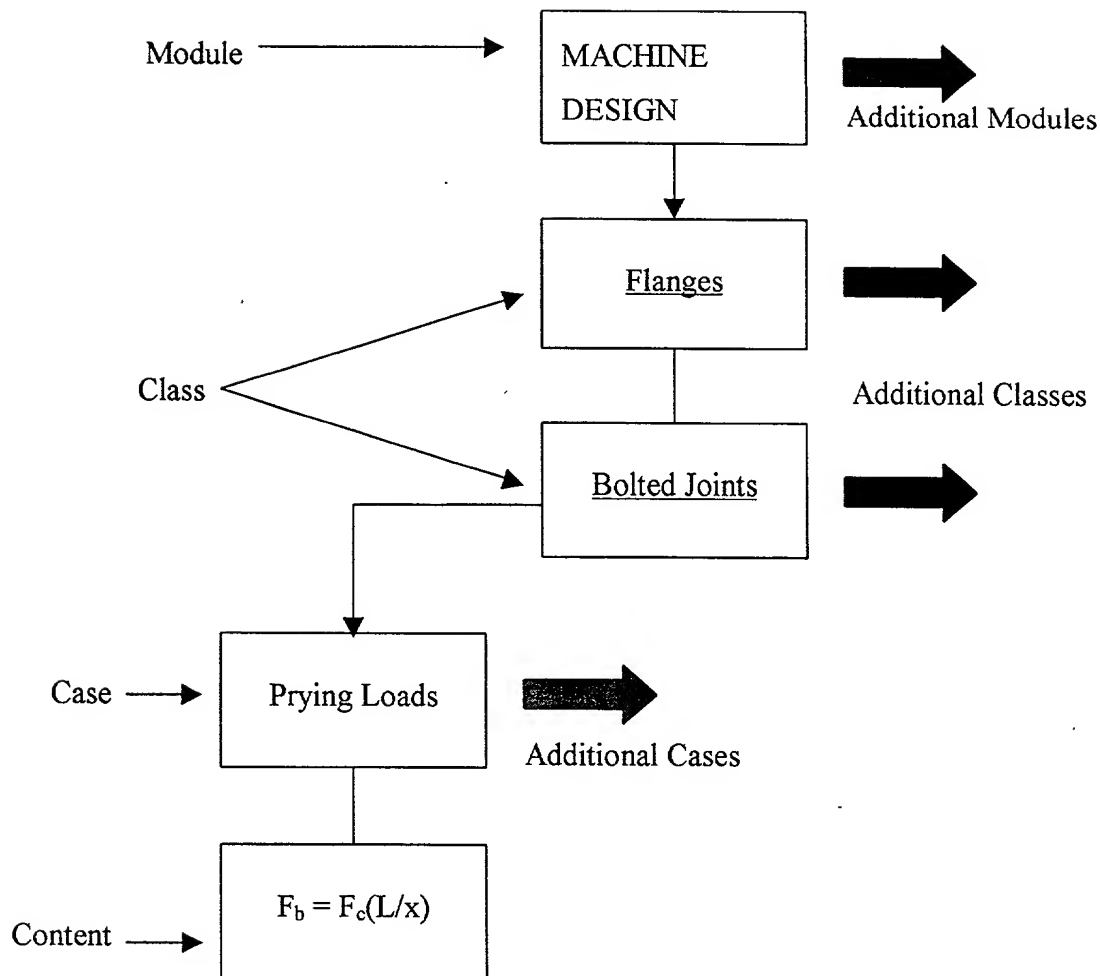 Module
MACHINE
DESIGN
Additional Modules
Flanges
Class
Additional Classes
Bolted Joints
Case
Prying Loads
Additional Cases
F_b = F_c(L/x)
Content